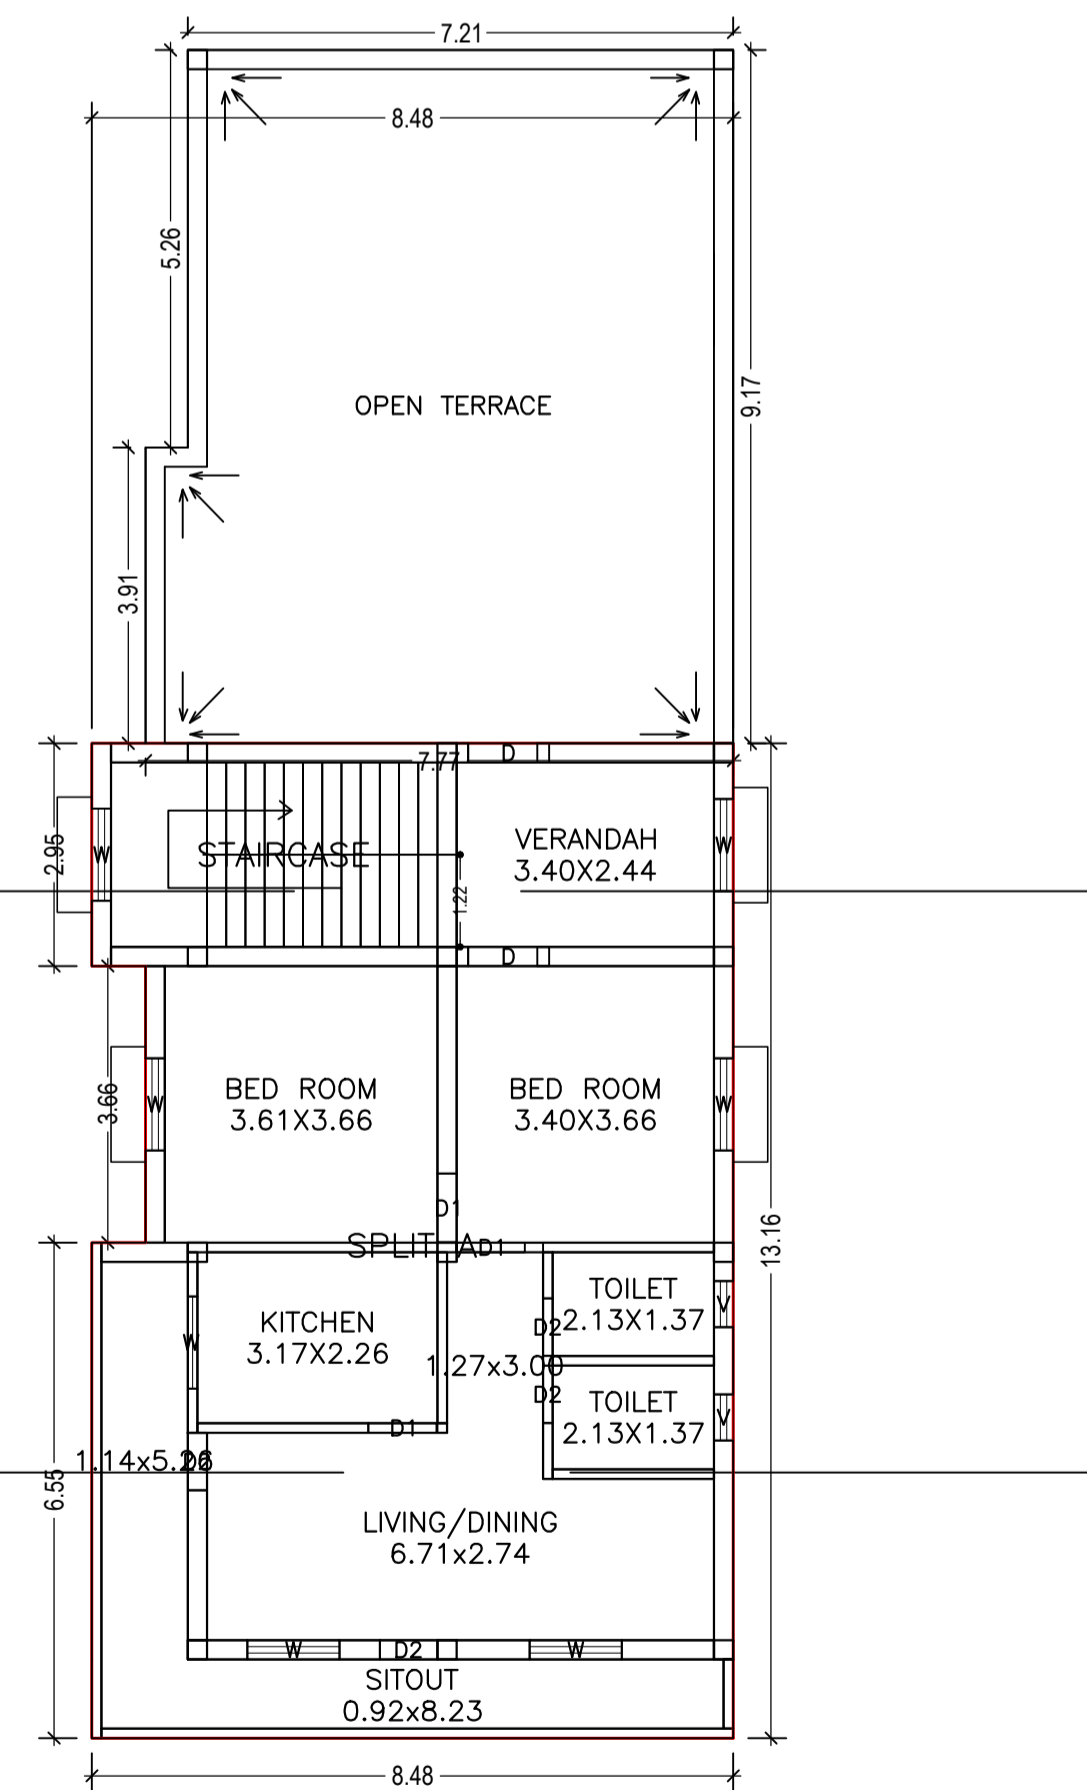 7.21
8.48
5.26
9.17
OPEN TERRACE
3.91
D
7.77
2.95
W
STAIRCASE
VERANDAH
3.40X2.44
W
1.22
D
3.66
W
BED ROOM
3.61X3.66
BED ROOM
3.40X3.66
W
D1
SPLIT A
D1
13.16
TOILET
2.13X1.37
V
D2
KITCHEN
3.17X2.26
W
1.27x3.00
D2
TOILET
2.13X1.37
V
D1
1.14x5.26
6.55
LIVING/DINING
6.71x2.74
W
D2
W
SITOUT
0.92x8.23
8.48